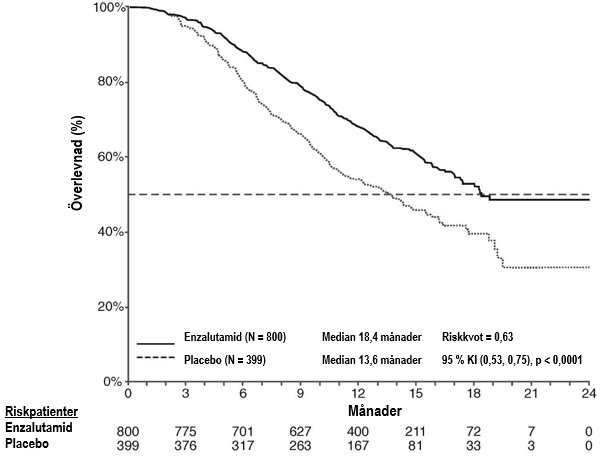 100%
80%
60%
40%
20%
0%
Överlevnad (%)
Enzalutamid (N = 800) Median 18,4 månader Riskkvot = 0,63
Placebo (N = 399) Median 13,6 månader 95 % KI (0,53, 0,75), p < 0,0001
0 3 6 9 12 15 18 21 24
Månader
Riskpatienter
Enzalutamid 800 775 701 627 400 211 72 7 0
Placebo 399 376 317 263 167 81 33 3 0